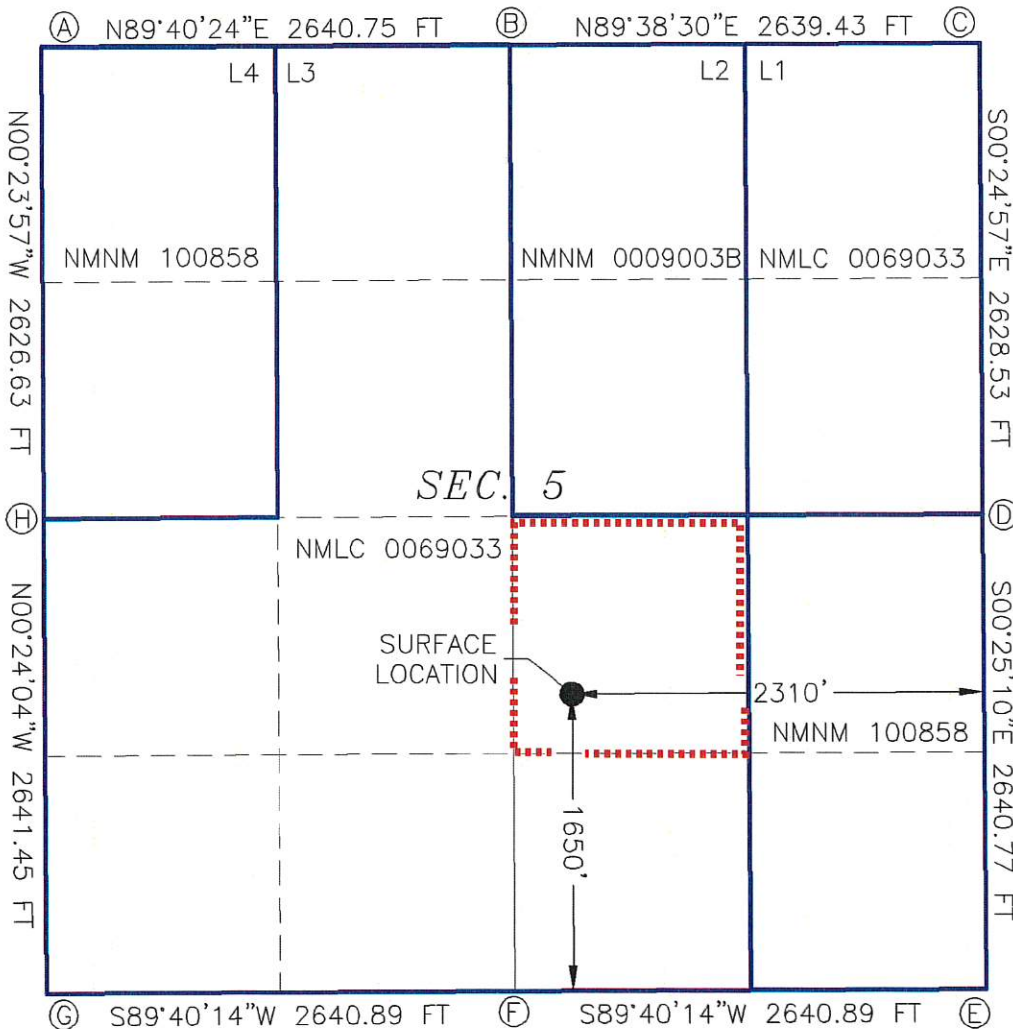 A N89°40'24"E 2640.75 FT B N89°38'30"E 2639.43 FT C
L4 L3 L2 L1
N00°23'57"W 2626.63 FT
S00°24'57"E 2628.53 FT
NMNM 100858 NMNM 0009003B NMLC 0069033
SEC. 5
H D
NMLC 0069033
SURFACE
LOCATION
2310'
NMNM 100858
N00°24'04"W 2641.45 FT
S00°25'10"E 2640.77 FT
1650'
G S89°40'14"W 2640.89 FT F S89°40'14"W 2640.89 FT E